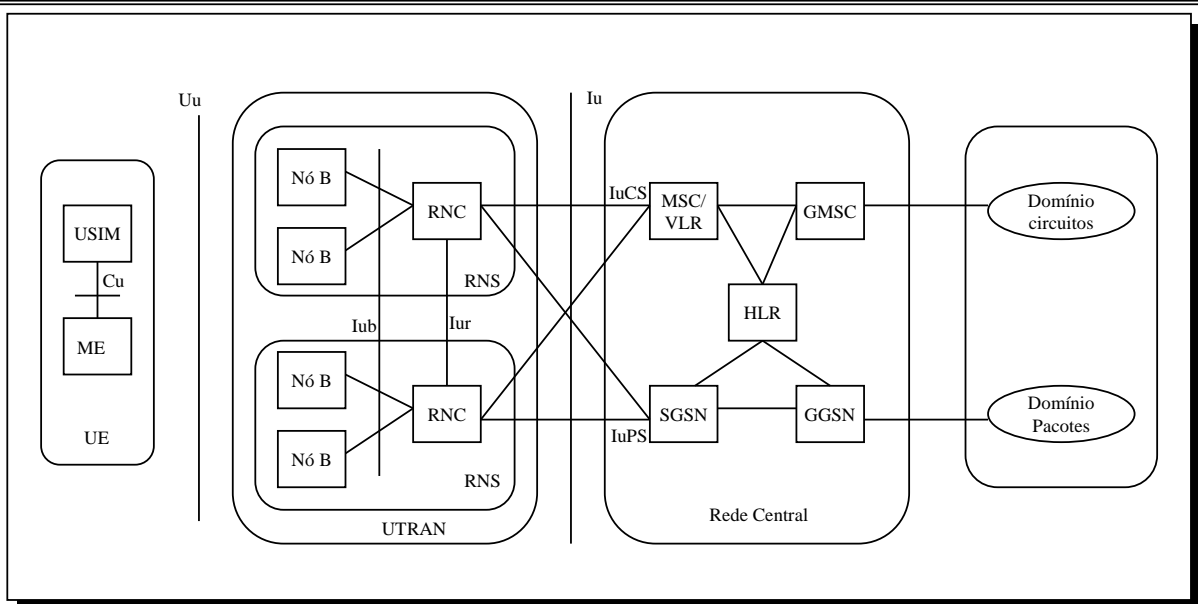 Uu
Iu
Nó B
Nó B
RNC
RNS
USIM
Cu
ME
UE
Iub
Iur
Nó B
Nó B
RNC
RNS
UTRAN
IuCS
MSC/
VLR
GMSC
HLR
SGSN
GGSN
IuPS
Rede Central
Domínio
circuitos
Domínio
Pacotes